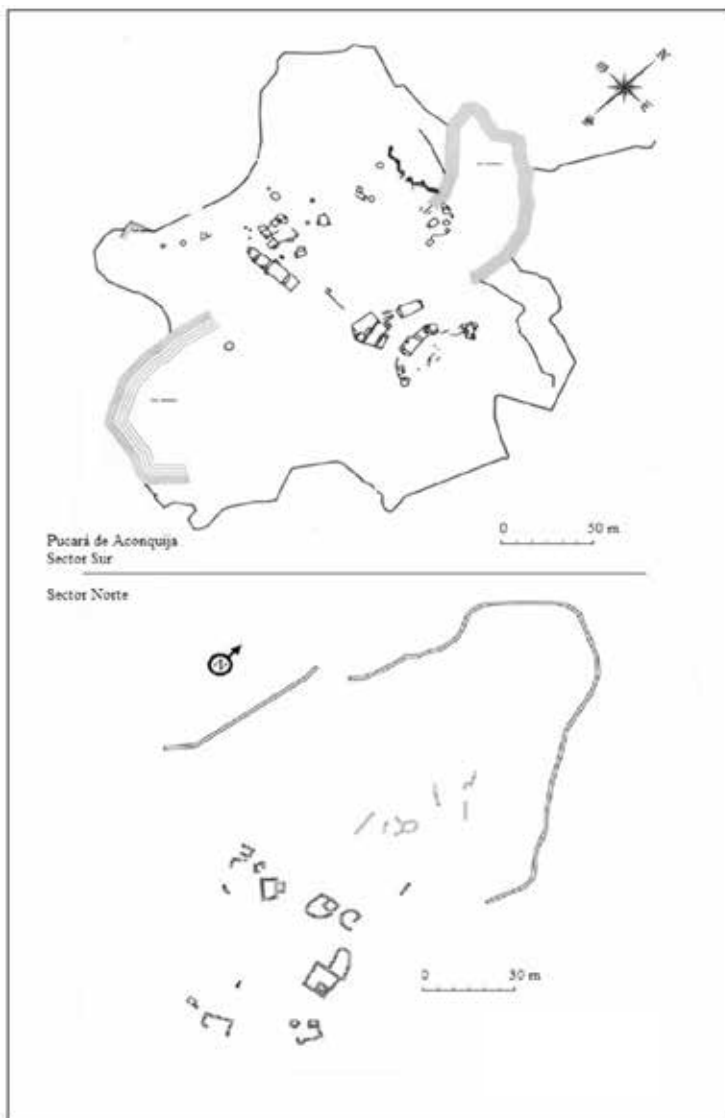 N
E
Pucará de Aconquija
Sector Sur
0 50 m
Sector Norte
N
0 30 m